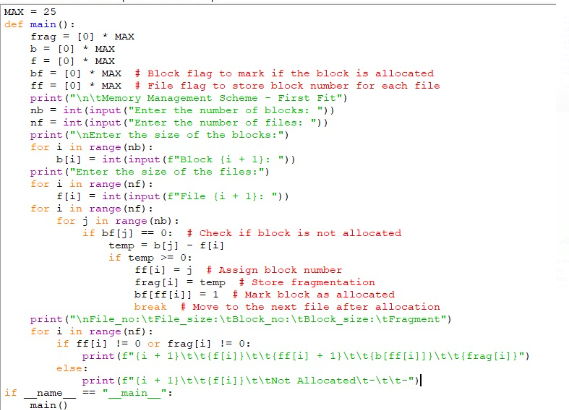 MAX = 25
def main():
    frag = [0] * MAX
    b = [0] * MAX
    f = [0] * MAX
    bf = [0] * MAX  # Block flag to mark if the block is allocated
    ff = [0] * MAX  # File flag to store block number for each file
    print("\n\tMemory Management Scheme - First Fit")
    nb = int(input("Enter the number of blocks: "))
    nf = int(input("Enter the number of files: "))
    print("\nEnter the size of the blocks:")
    for i in range(nb):
        b[i] = int(input(f"Block {i + 1}: "))
    print("Enter the size of the files:")
    for i in range(nf):
        f[i] = int(input(f"File {i + 1}: "))
    for i in range(nf):
        for j in range(nb):
            if bf[j] == 0:  # Check if block is not allocated
                temp = b[j] - f[i]
                if temp >= 0:
                    ff[i] = j  # Assign block number
                    frag[i] = temp  # Store fragmentation
                    bf[ff[i]] = 1  # Mark block as allocated
                    break  # Move to the next file after allocation
    print("\nFile_no:\tFile_size:\tBlock_no:\tBlock_size:\tFragment")
    for i in range(nf):
        if ff[i] != 0 or frag[i] != 0:
            print(f"{i + 1}\t\t{f[i]}\t\t{ff[i] + 1}\t\t{b[ff[i]]}\t\t{frag[i]}")
        else:
            print(f"{i + 1}\t\t{f[i]}\t\tNot Allocated\t-\t\t-")
if __name__ == "__main__":
    main()